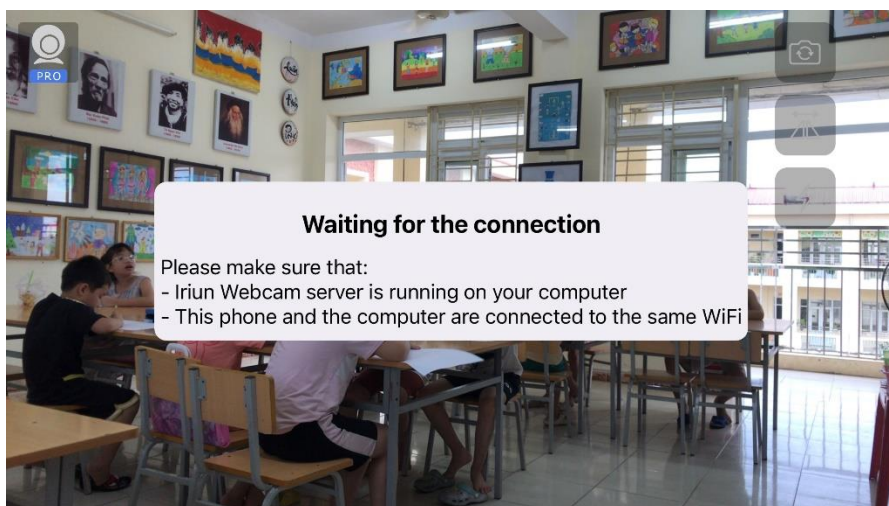 PRO
Waiting for the connection
Please make sure that:
- Iriun Webcam server is running on your computer
- This phone and the computer are connected to the same WiFi